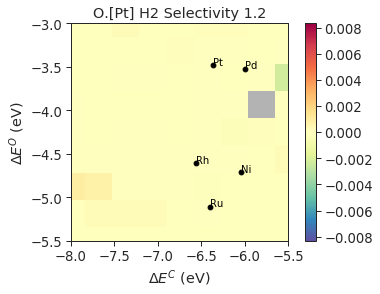 O.[Pt] H2 Selectivity 1.2
−3.0
−3.5
−4.0
−4.5
−5.0
−5.5
ΔE^O (eV)
Pt
Pd
Rh
Ni
Ru
−8.0 −7.5 −7.0 −6.5 −6.0 −5.5
ΔE^C (eV)
0.008
0.006
0.004
0.002
0.000
−0.002
−0.004
−0.006
−0.008